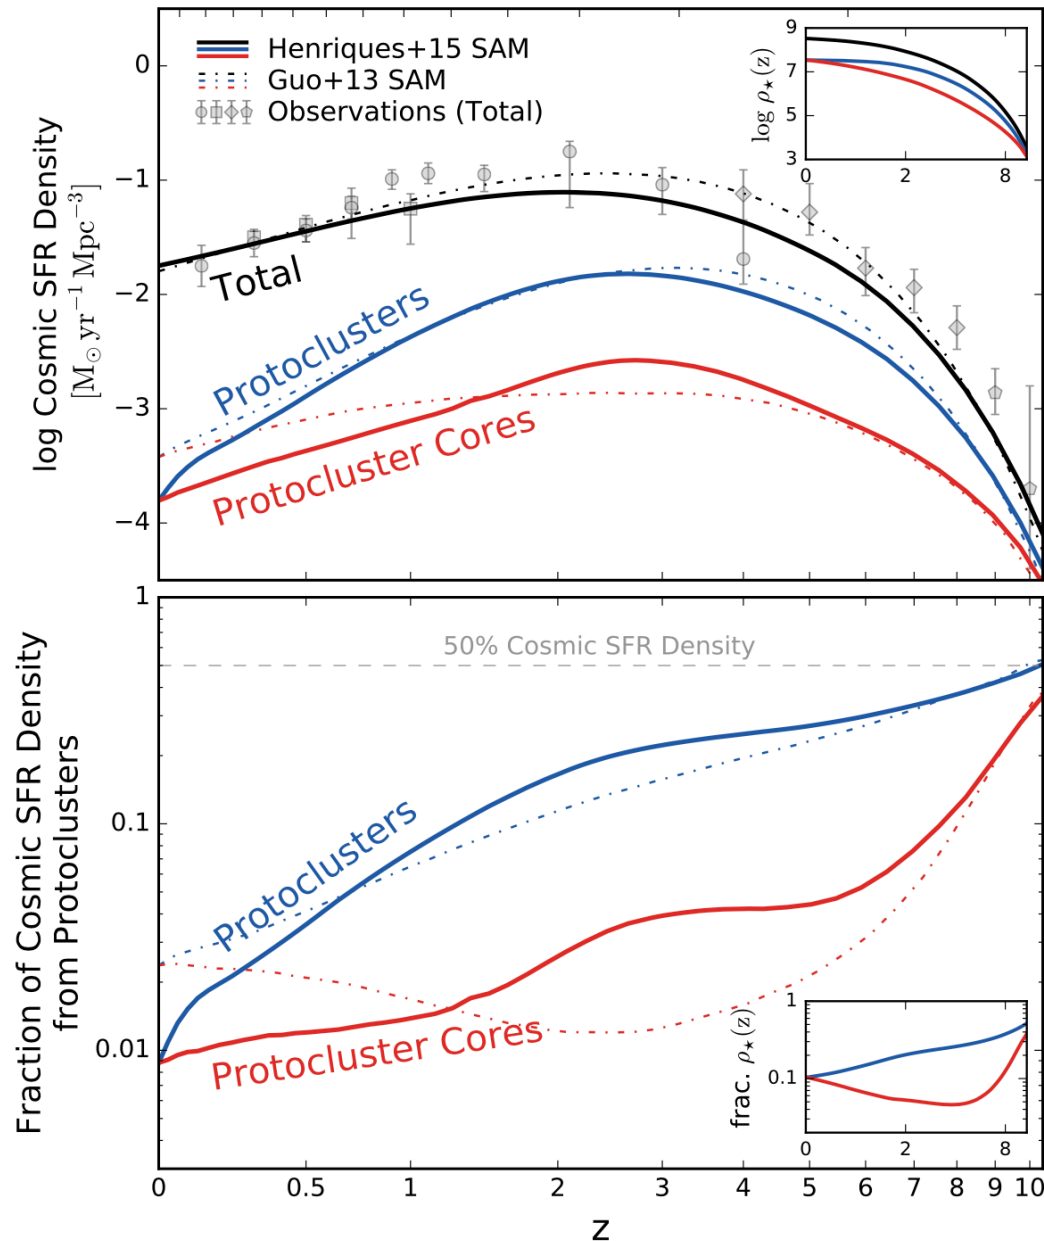 0
−1
−2
−3
−4
log Cosmic SFR Density
[M⊙ yr⁻¹ Mpc⁻³]
Henriques+15 SAM
Guo+13 SAM
Observations (Total)
log ρ⋆(z)
9
7
5
3
0 2 8
Total
Protoclusters
Protocluster Cores
1
0.1
0.01
Fraction of Cosmic SFR Density
from Protoclusters
50% Cosmic SFR Density
Protoclusters
Protocluster Cores
frac. ρ⋆(z)
1
0.1
0 2 8
0 0.5 1 2 3 4 5 6 7 8 9 10
z